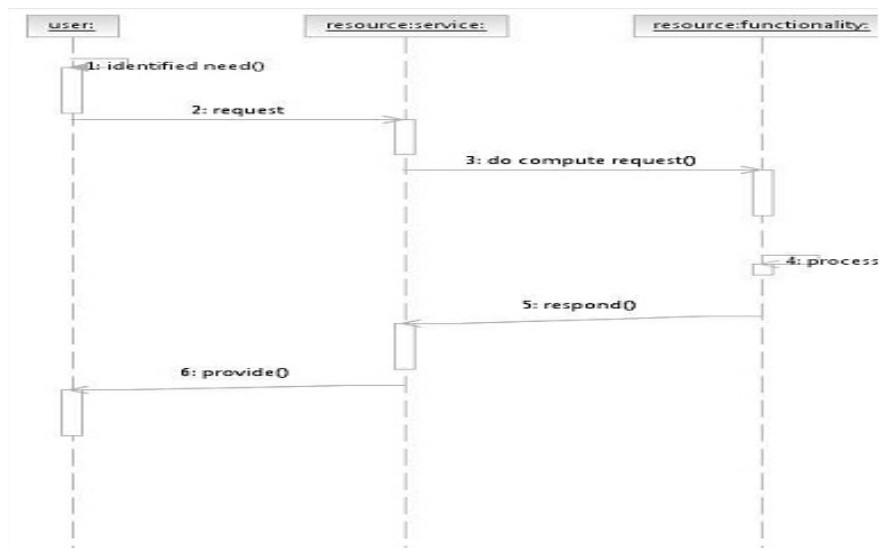 user: resource:service: resource:functionality:
1: identified need()
2: request
3: do compute request()
4: process
5: respond()
6: provide()